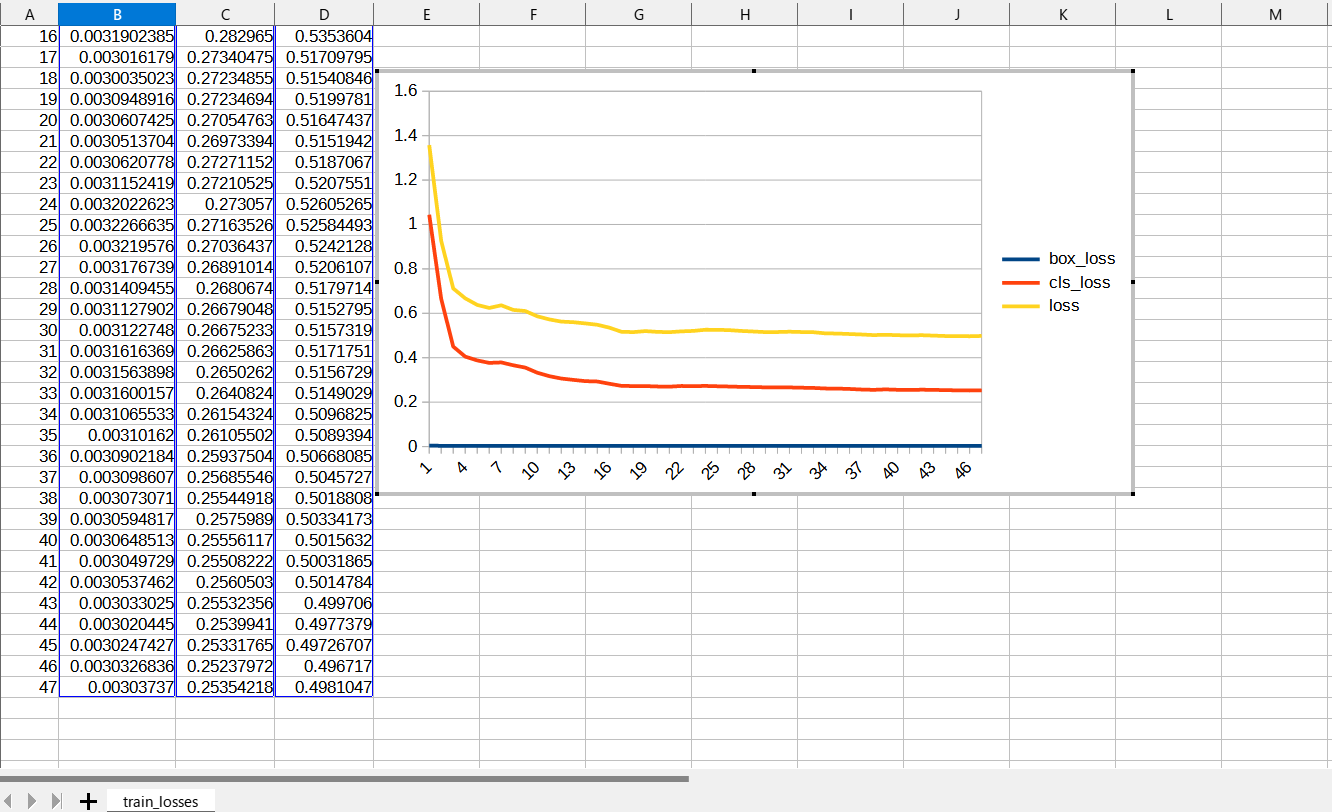 A B C D E F G H I J K L M
16 0.0031902385 0.282965 0.5353604
17 0.003016179 0.27340475 0.51709795
18 0.0030035023 0.27234855 0.51540846
19 0.0030948916 0.27234694 0.5199781
20 0.0030607425 0.27054763 0.51647437
21 0.0030513704 0.26973394 0.5151942
22 0.0030620778 0.27271152 0.5187067
23 0.0031152419 0.27210525 0.5207551
24 0.0032022623 0.273057 0.52605265
25 0.0032266635 0.27163526 0.52584493
26 0.003219576 0.27036437 0.5242128
27 0.003176739 0.26891014 0.5206107
28 0.0031409455 0.2680674 0.5179714
29 0.0031127902 0.26679048 0.5152795
30 0.003122748 0.26675233 0.5157319
31 0.0031616369 0.26625863 0.5171751
32 0.0031563898 0.2650262 0.5156729
33 0.0031600157 0.2640824 0.5149029
34 0.0031065533 0.26154324 0.5096825
35 0.00310162 0.26105502 0.5089394
36 0.0030902184 0.25937504 0.50668085
37 0.003098607 0.25685546 0.5045727
38 0.003073071 0.25544918 0.5018808
39 0.0030594817 0.2575989 0.50334173
40 0.0030648513 0.25556117 0.5015632
41 0.003049729 0.25508222 0.50031865
42 0.0030537462 0.2560503 0.5014784
43 0.003033025 0.25532356 0.499706
44 0.003020445 0.2539941 0.4977379
45 0.0030247427 0.25331765 0.49726707
46 0.0030326836 0.25237972 0.496717
47 0.00303737 0.25354218 0.4981047
1.6
1.4
1.2
1
0.8
0.6
0.4
0.2
0
1 4 7 10 13 16 19 22 25 28 31 34 37 40 43 46
box_loss
cls_loss
loss
train_losses